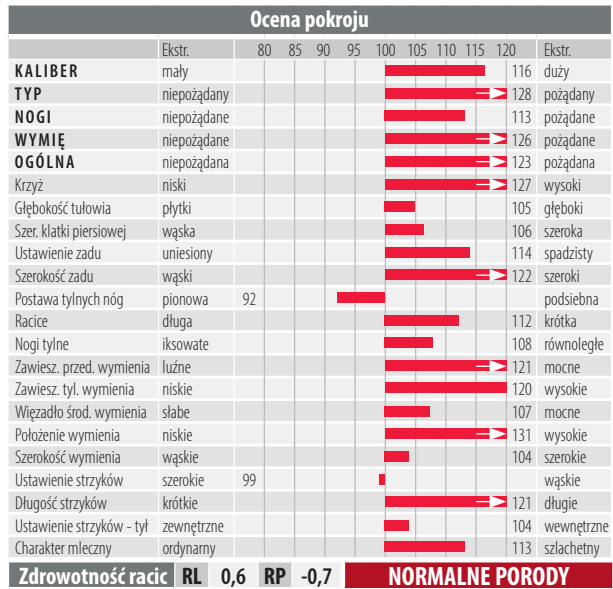 Ocena pokroju
Ekstr. 80 85 90 95 100 105 110 115 120 Ekstr.
KALIBER mały 116 duży
TYP niepożądany 128 pożądany
NOGI niepożądane 113 pożądane
WYMIĘ niepożądane 126 pożądane
OGÓLNA niepożądana 123 pożądana
Krzyż niski 127 wysoki
Głębokość tułowia płytki 105 głęboki
Szer. klatki piersiowej wąska 106 szeroka
Ustawienie zadu uniesiony 114 spadzisty
Szerokość zadu wąski 122 szeroki
Postawa tylnych nóg pionowa 92 podsiebna
Racice długa 112 krótka
Nogi tylne iksowate 108 równoległe
Zawiesz. przed. wymienia luźne 121 mocne
Zawiesz. tyl. wymienia niskie 120 wysokie
Więzadło środ. wymienia słabe 107 mocne
Położenie wymienia niskie 131 wysokie
Szerokość wymienia wąskie 104 szerokie
Ustawienie strzyków szerokie 99 wąskie
Długość strzyków krótkie 121 długie
Ustawienie strzyków - tył zewnętrzne 104 wewnętrzne
Charakter mleczny ordynarny 113 szlachetny
Zdrowotność racic RL 0,6 RP -0,7 NORMALNE PORODY